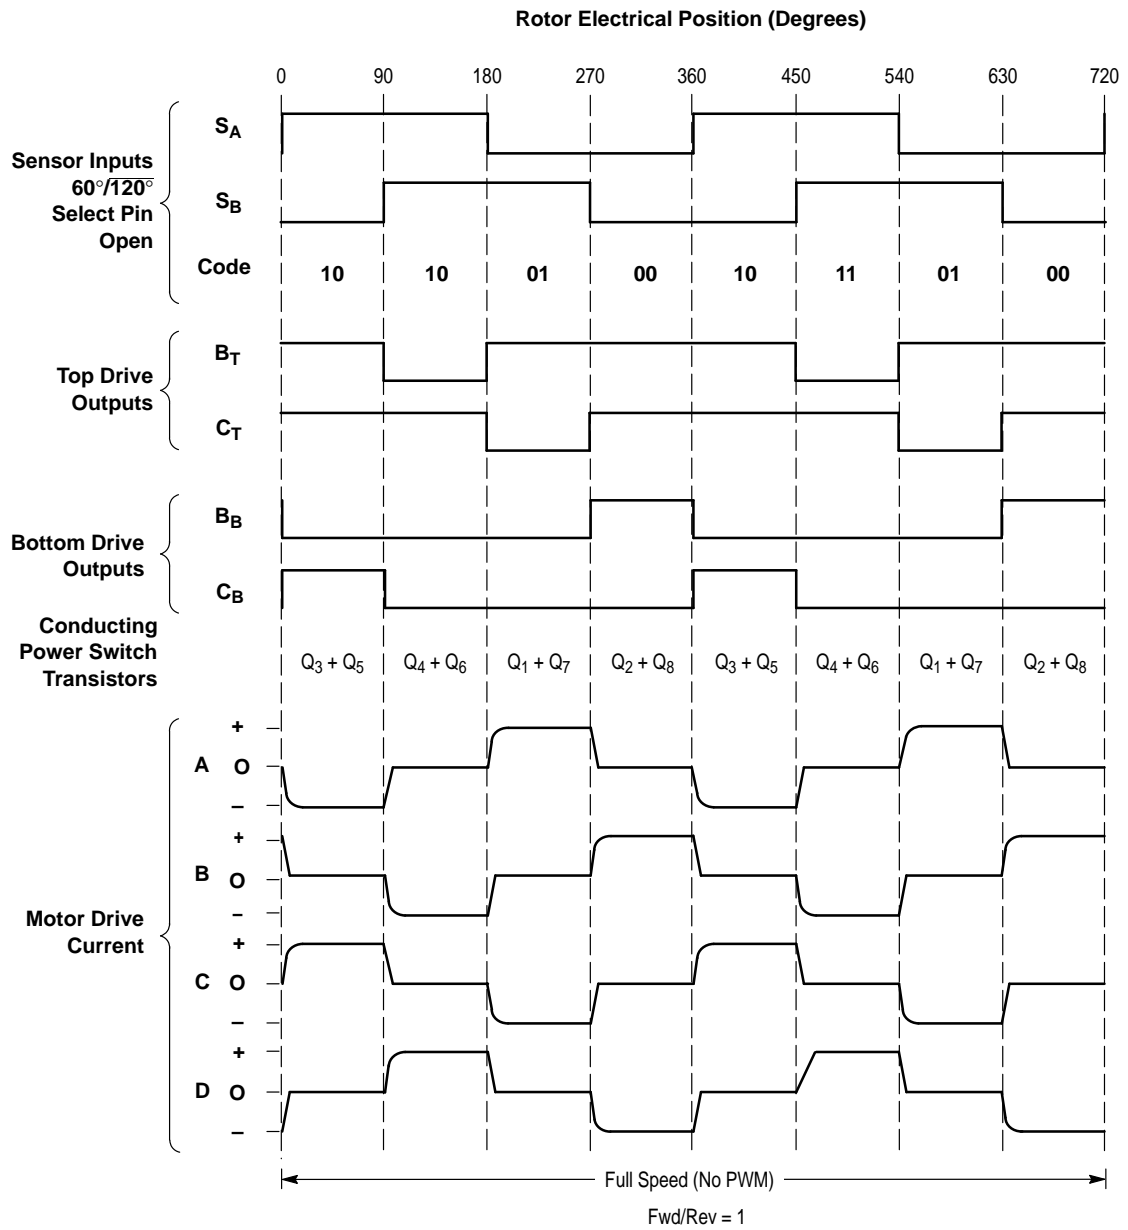 Rotor Electrical Position (Degrees)
0 90 180 270 360 450 540 630 720
Sensor Inputs
60°/120°
Select Pin
Open
SA
SB
Code 10 10 01 00 10 11 01 00
Top Drive
Outputs
BT
CT
Bottom Drive
Outputs
BB
CB
Conducting
Power Switch
Transistors
Q3 + Q5 Q4 + Q6 Q1 + Q7 Q2 + Q8 Q3 + Q5 Q4 + Q6 Q1 + Q7 Q2 + Q8
Motor Drive
Current
+
A O
–
+
B O
–
+
C O
–
+
D O
–
Full Speed (No PWM)
Fwd/Rev = 1